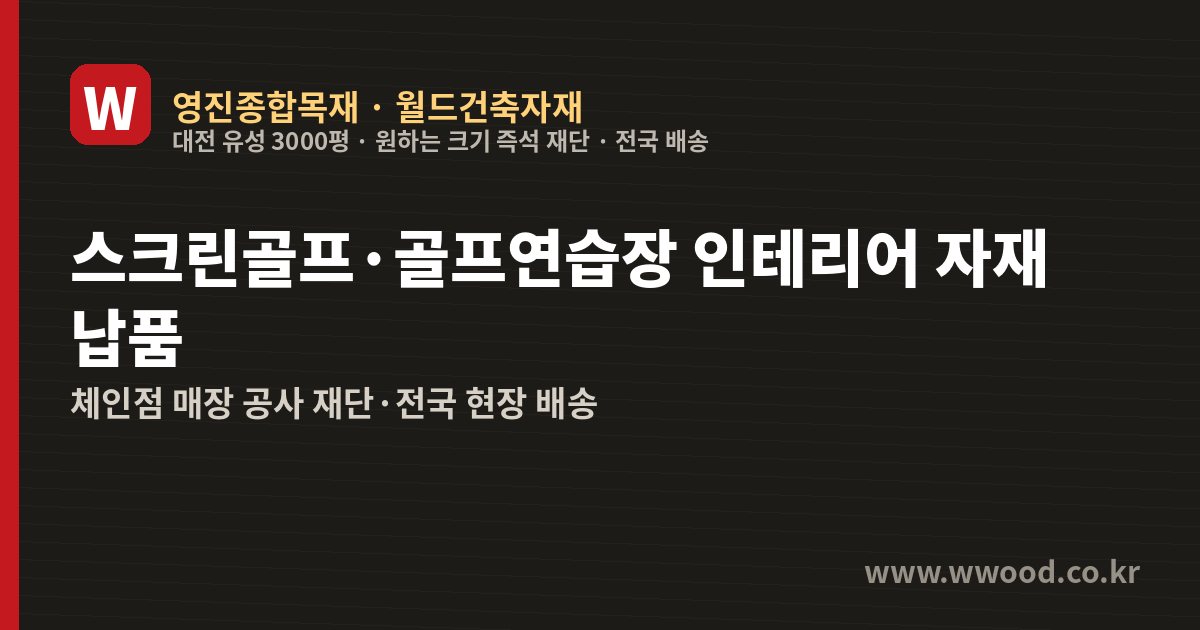 W
영진종합목재 · 월드건축자재
대전 유성 3000평 · 원하는 크기 즉석 재단 · 전국 배송
스크린골프·골프연습장 인테리어 자재
납품
체인점 매장 공사 재단·전국 현장 배송
www.wwood.co.kr